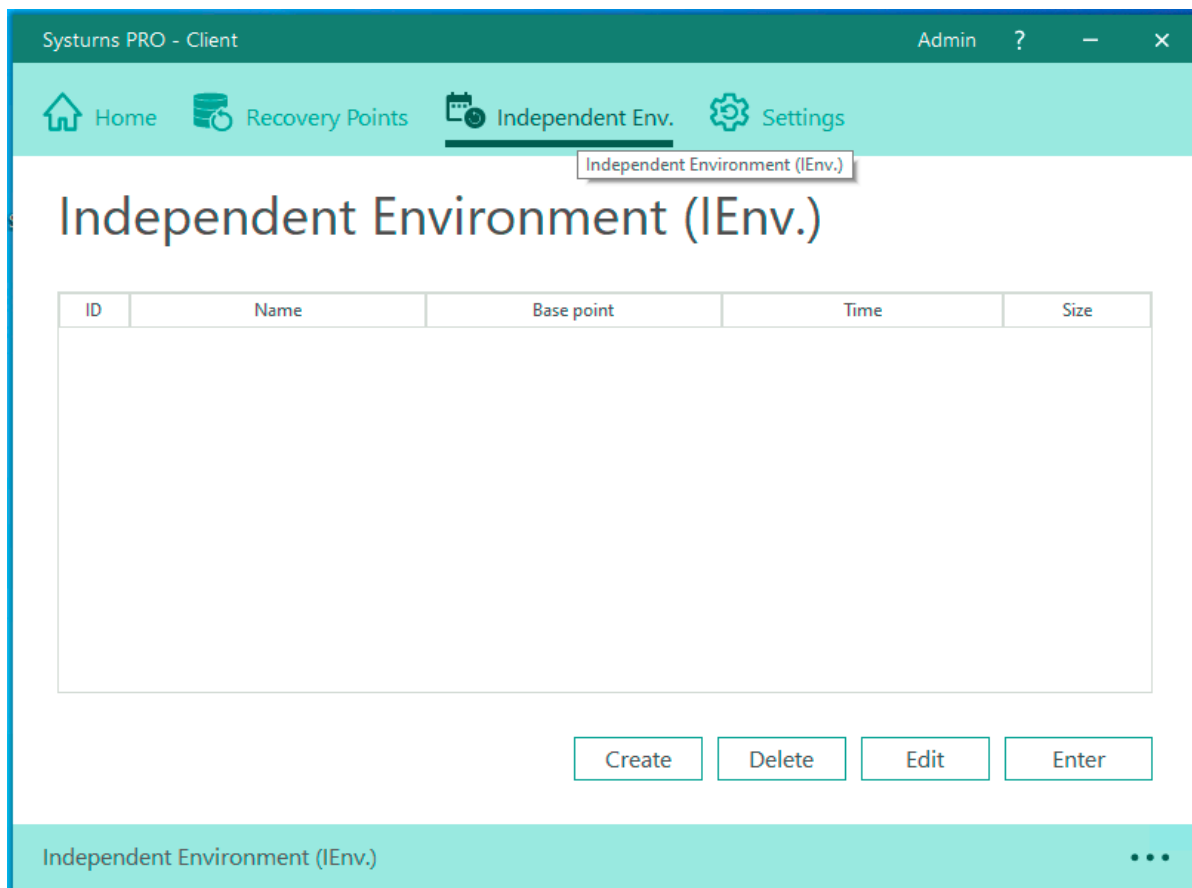 Systurns PRO - Client Admin ?
Home Recovery Points Independent Env. Settings
Independent Environment (IEnv.)
Independent Environment (IEnv.)
ID Name Base point Time Size
Create Delete Edit Enter
Independent Environment (IEnv.)